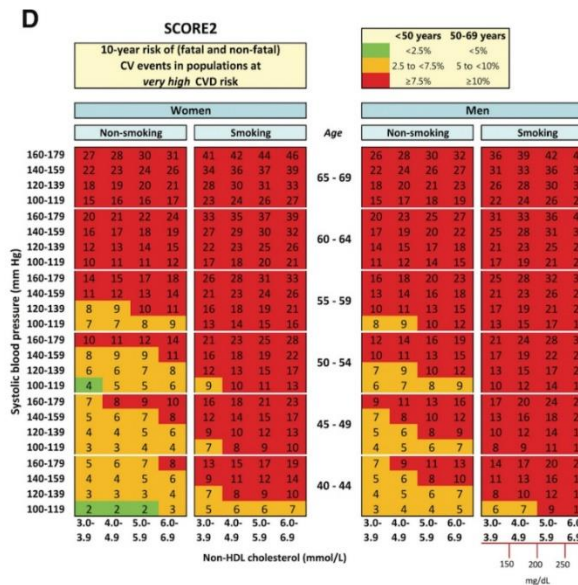 D
SCORE2
10-year risk of (fatal and non-fatal)
CV events in populations at
very high CVD risk
<50 years 50-69 years
<2.5% <5%
2.5 to <7.5% 5 to <10%
≥7.5% ≥10%
Women Men
Non-smoking Smoking Age Non-smoking Smoking
Systolic blood pressure (mm Hg)
160-179 27 28 30 31 41 42 44 46 26 28 30 32 36 39 42
140-159 22 23 24 26 34 36 37 39 22 24 26 28 31 33 36
65 - 69
120-139 18 19 20 21 28 30 31 33 18 20 21 23 26 28 31
100-119 15 16 16 17 23 24 26 27 15 16 18 19 22 24 26
160-179 20 21 22 24 33 35 37 39 20 22 25 27 31 33 36
140-159 16 17 18 19 27 29 30 32 17 18 20 23 25 28 31
60 - 64
120-139 12 13 14 15 22 23 25 26 14 15 17 18 21 23 26
100-119 10 11 11 12 17 18 20 21 11 12 14 15 17 19 22
160-179 14 15 17 18 26 28 31 33 16 18 20 23 26 28 32
140-159 11 12 13 14 21 23 24 26 13 14 16 18 21 23 26
55 - 59
120-139 8 9 10 11 16 18 19 21 10 11 13 15 17 19 21
100-119 7 7 8 9 13 14 15 16 8 9 10 12 13 15 17
160-179 10 11 12 14 21 23 25 28 12 14 16 19 21 24 28
140-159 8 9 9 11 16 18 19 22 10 11 13 15 17 19 22
50 - 54
120-139 6 6 7 8 12 14 15 17 7 9 10 12 13 15 18
100-119 4 5 5 6 9 10 11 13 6 7 8 9 10 12 14
160-179 7 8 9 10 16 18 21 23 9 11 13 16 17 20 24
140-159 5 6 7 8 12 14 15 17 7 8 10 12 13 16 19
45 - 49
120-139 4 4 5 6 9 10 12 13 5 6 8 9 10 12 15
100-119 3 3 4 4 7 8 9 10 4 5 6 7 8 9 11
160-179 5 6 7 8 13 15 17 19 7 9 11 13 14 17 20
140-159 4 4 5 6 9 11 12 14 5 6 8 10 11 13 16
40 - 44
120-139 3 3 3 4 7 8 9 10 4 5 6 7 8 10 12
100-119 2 2 2 3 5 6 6 7 3 4 4 5 6 7 9
3.0- 4.0- 5.0- 6.0- 3.0- 4.0- 5.0- 6.0- 3.0- 4.0- 5.0- 6.0- 3.0- 4.0- 5.0- 6.0-
3.9 4.9 5.9 6.9 3.9 4.9 5.9 6.9 3.9 4.9 5.9 6.9 3.9 4.9 5.9 6.9
Non-HDL cholesterol (mmol/L)
150 200 250
mg/dL